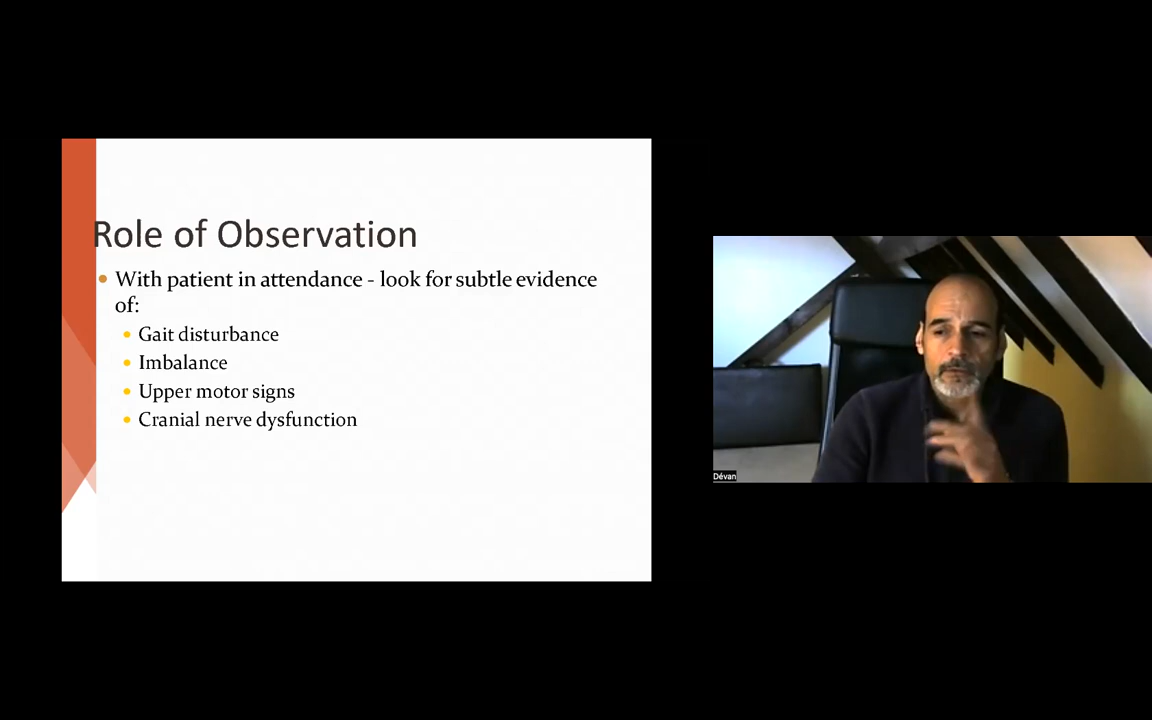 Role of Observation
With patient in attendance - look for subtle evidence
of:
Gait disturbance
Imbalance
Upper motor signs
Cranial nerve dysfunction
Dévan